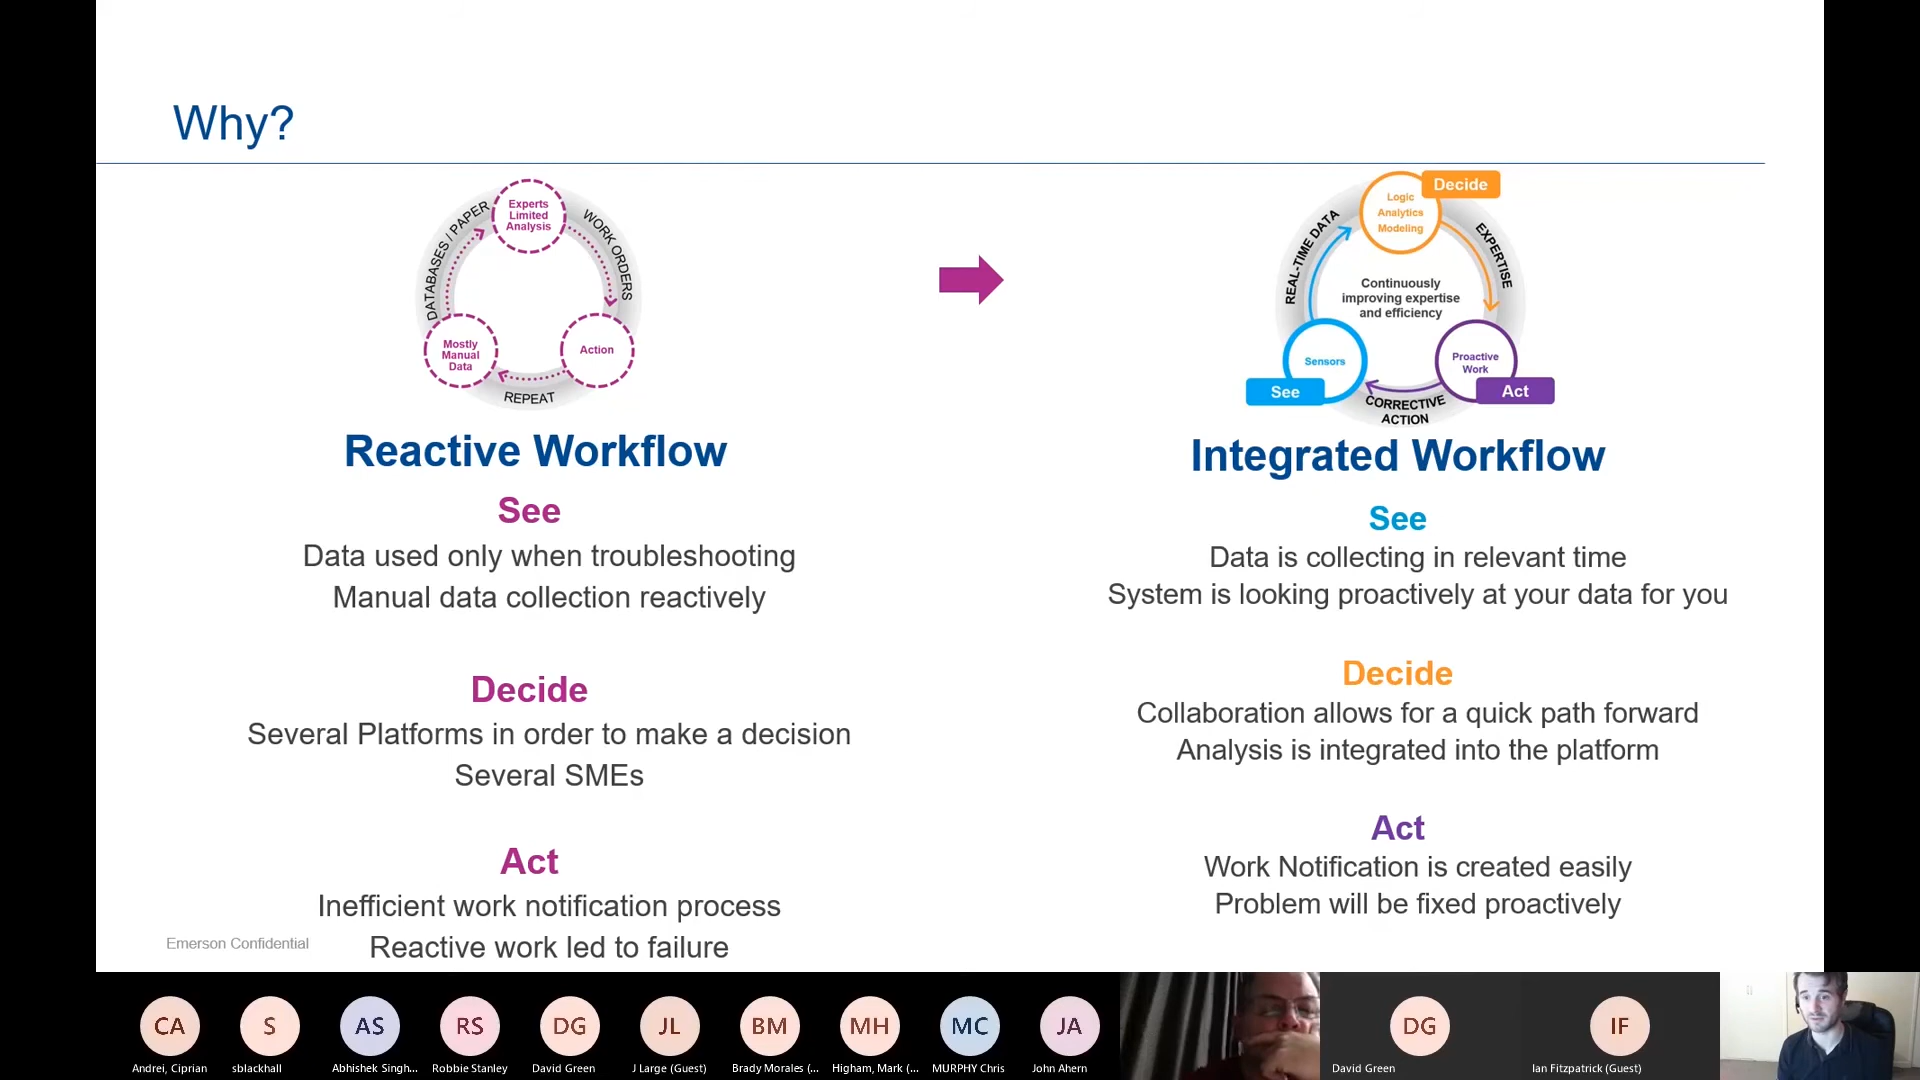 Why?
Experts
Limited
Analysis
DATABASES / PAPER
WORK ORDERS
Mostly
Manual
Data
Action
REPEAT
Reactive Workflow
See
Data used only when troubleshooting
Manual data collection reactively
Decide
Several Platforms in order to make a decision
Several SMEs
Act
Inefficient work notification process
Reactive work led to failure
Logic
Analytics
Modeling
Decide
REAL-TIME DATA
EXPERTISE
Continuously
improving expertise
and efficiency
Sensors
See
Proactive
Work
Act
CORRECTIVE
ACTION
Integrated Workflow
See
Data is collecting in relevant time
System is looking proactively at your data for you
Decide
Collaboration allows for a quick path forward
Analysis is integrated into the platform
Act
Work Notification is created easily
Problem will be fixed proactively
Emerson Confidential
CA
S
AS
RS
DG
JL
BM
MH
MC
JA
DG
IF
Andrei, Ciprian
sblackhall
Abhishek Singh...
Robbie Stanley
David Green
J Large (Guest)
Brady Morales (...
Higham, Mark (...
MURPHY Chris
John Ahern
David Green
Ian Fitzpatrick (Guest)